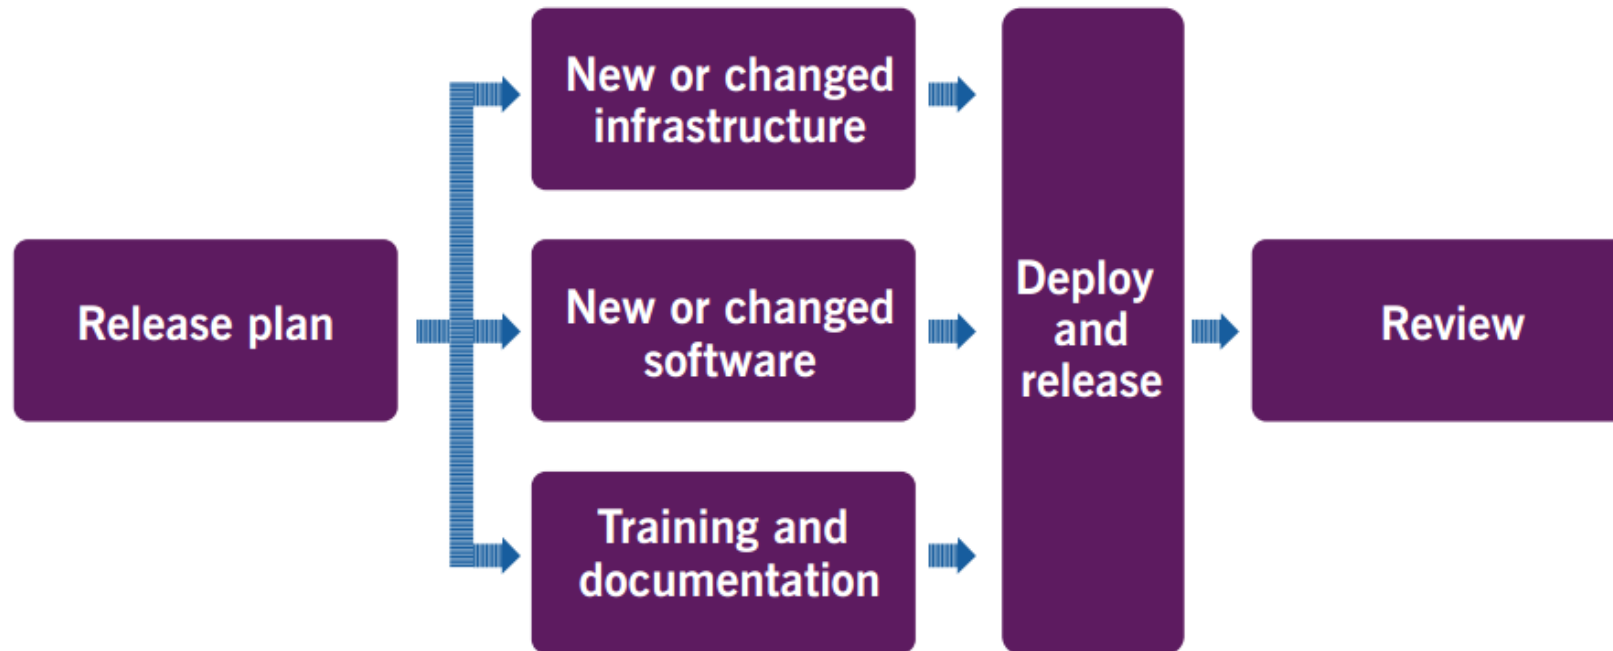 Release plan
New or changed
infrastructure
New or changed
software
Training and
documentation
Deploy
and
release
Review